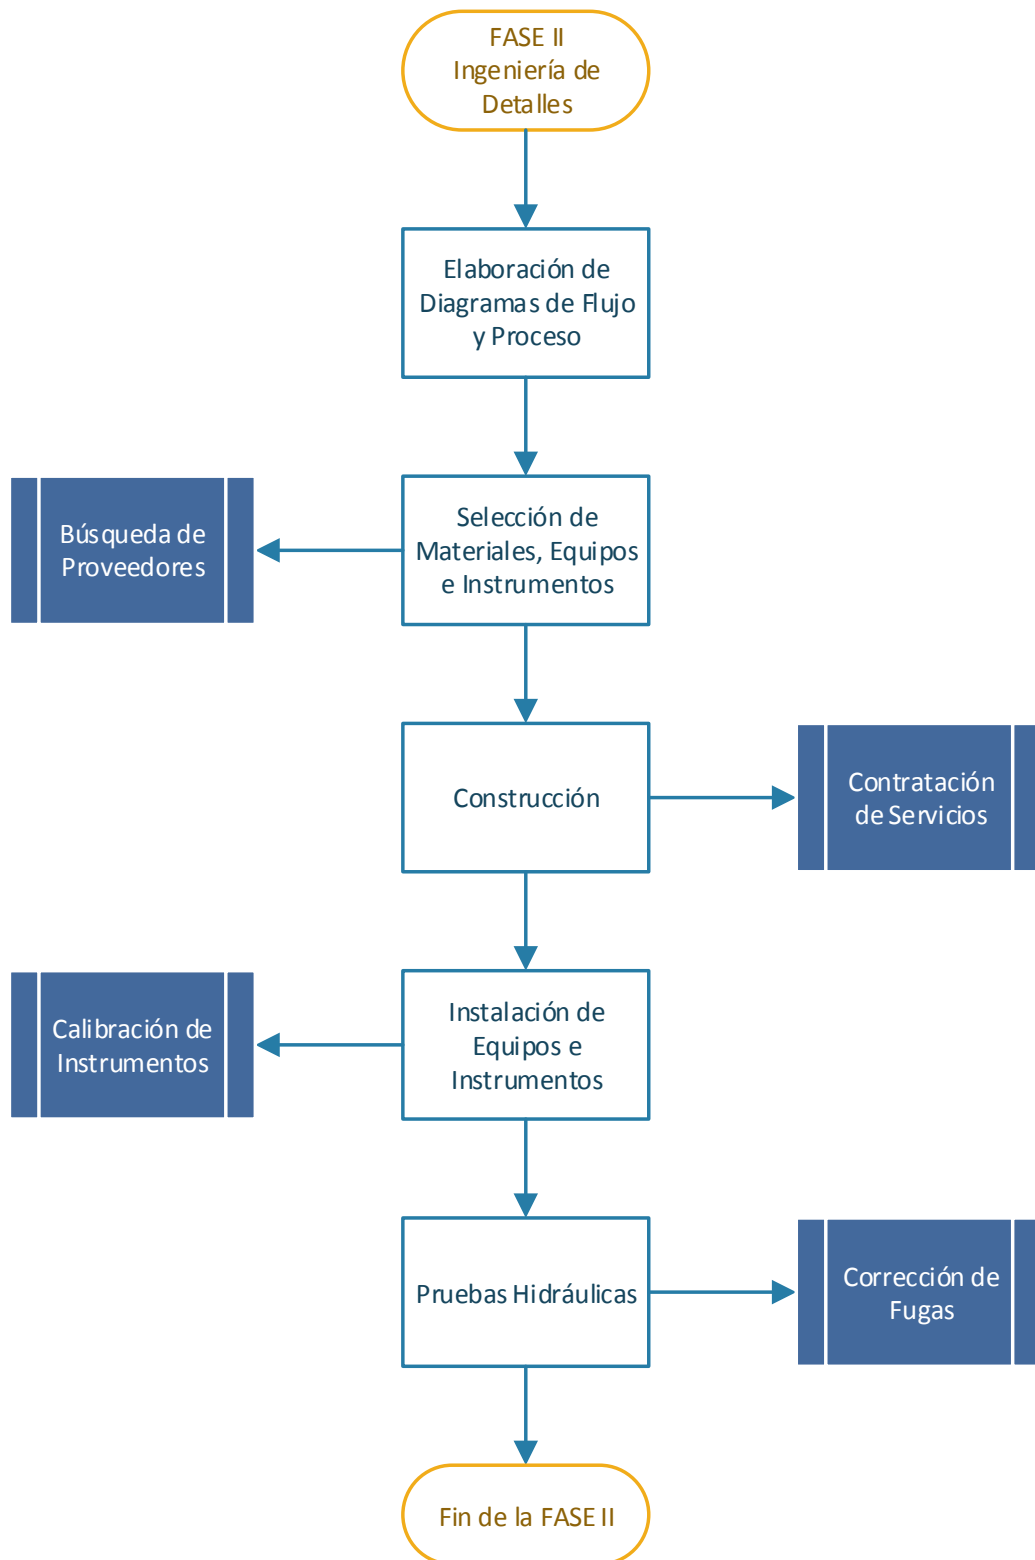 FASE II
Ingeniería de
Detalles
Elaboración de
Diagramas de Flujo
y Proceso
Búsqueda de
Proveedores
Selección de
Materiales, Equipos
e Instrumentos
Construcción
Contratación
de Servicios
Calibración de
Instrumentos
Instalación de
Equipos e
Instrumentos
Pruebas Hidráulicas
Corrección de
Fugas
Fin de la FASE II